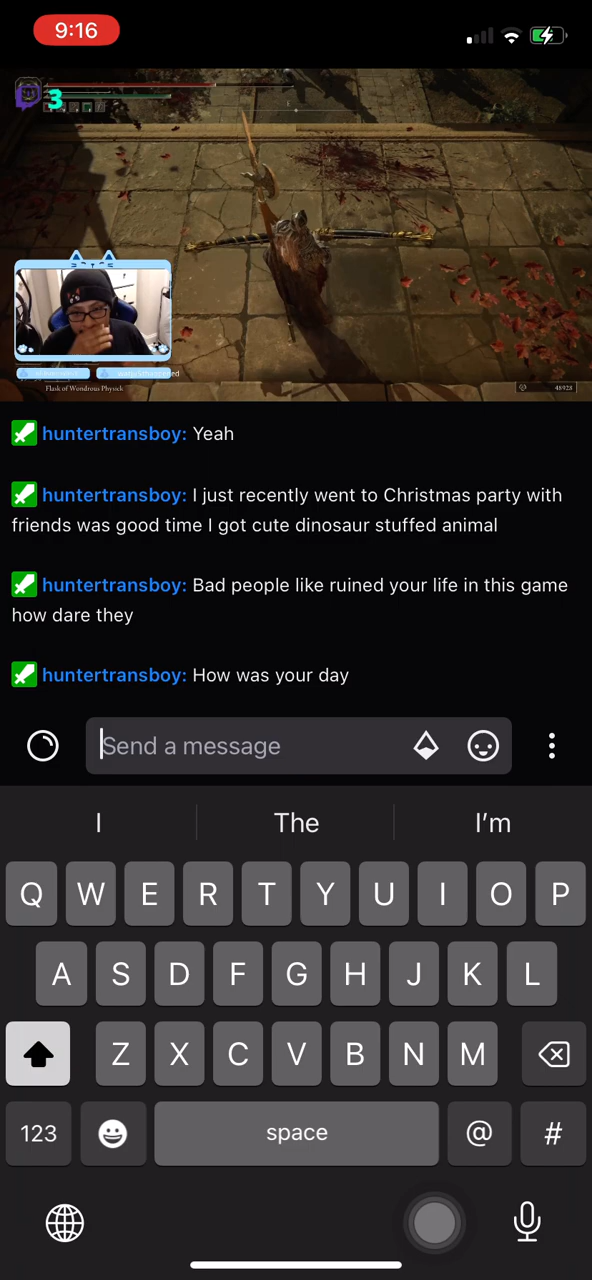 9:16
3
Flask of Wondrous Physick
48928
huntertransboy: Yeah
huntertransboy: I just recently went to Christmas party with
friends was good time I got cute dinosaur stuffed animal
huntertransboy: Bad people like ruined your life in this game
how dare they
huntertransboy: How was your day
Send a message
I The I'm
Q W E R T Y U I O P
A S D F G H J K L
Z X C V B N M
123 space @ #